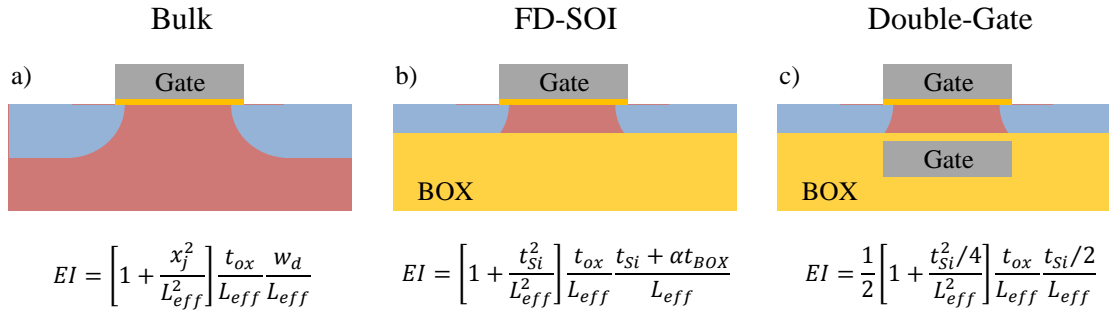 Bulk
FD-SOI
Double-Gate
a)
Gate
b)
Gate
BOX
c)
Gate
Gate
BOX
EI = [1 + x_j^2 / L_eff^2] t_ox / L_eff w_d / L_eff
EI = [1 + t_Si^2 / L_eff^2] t_ox / L_eff t_Si + αt_BOX / L_eff
EI = 1/2 [1 + t_Si^2/4 / L_eff^2] t_ox / L_eff t_Si/2 / L_eff